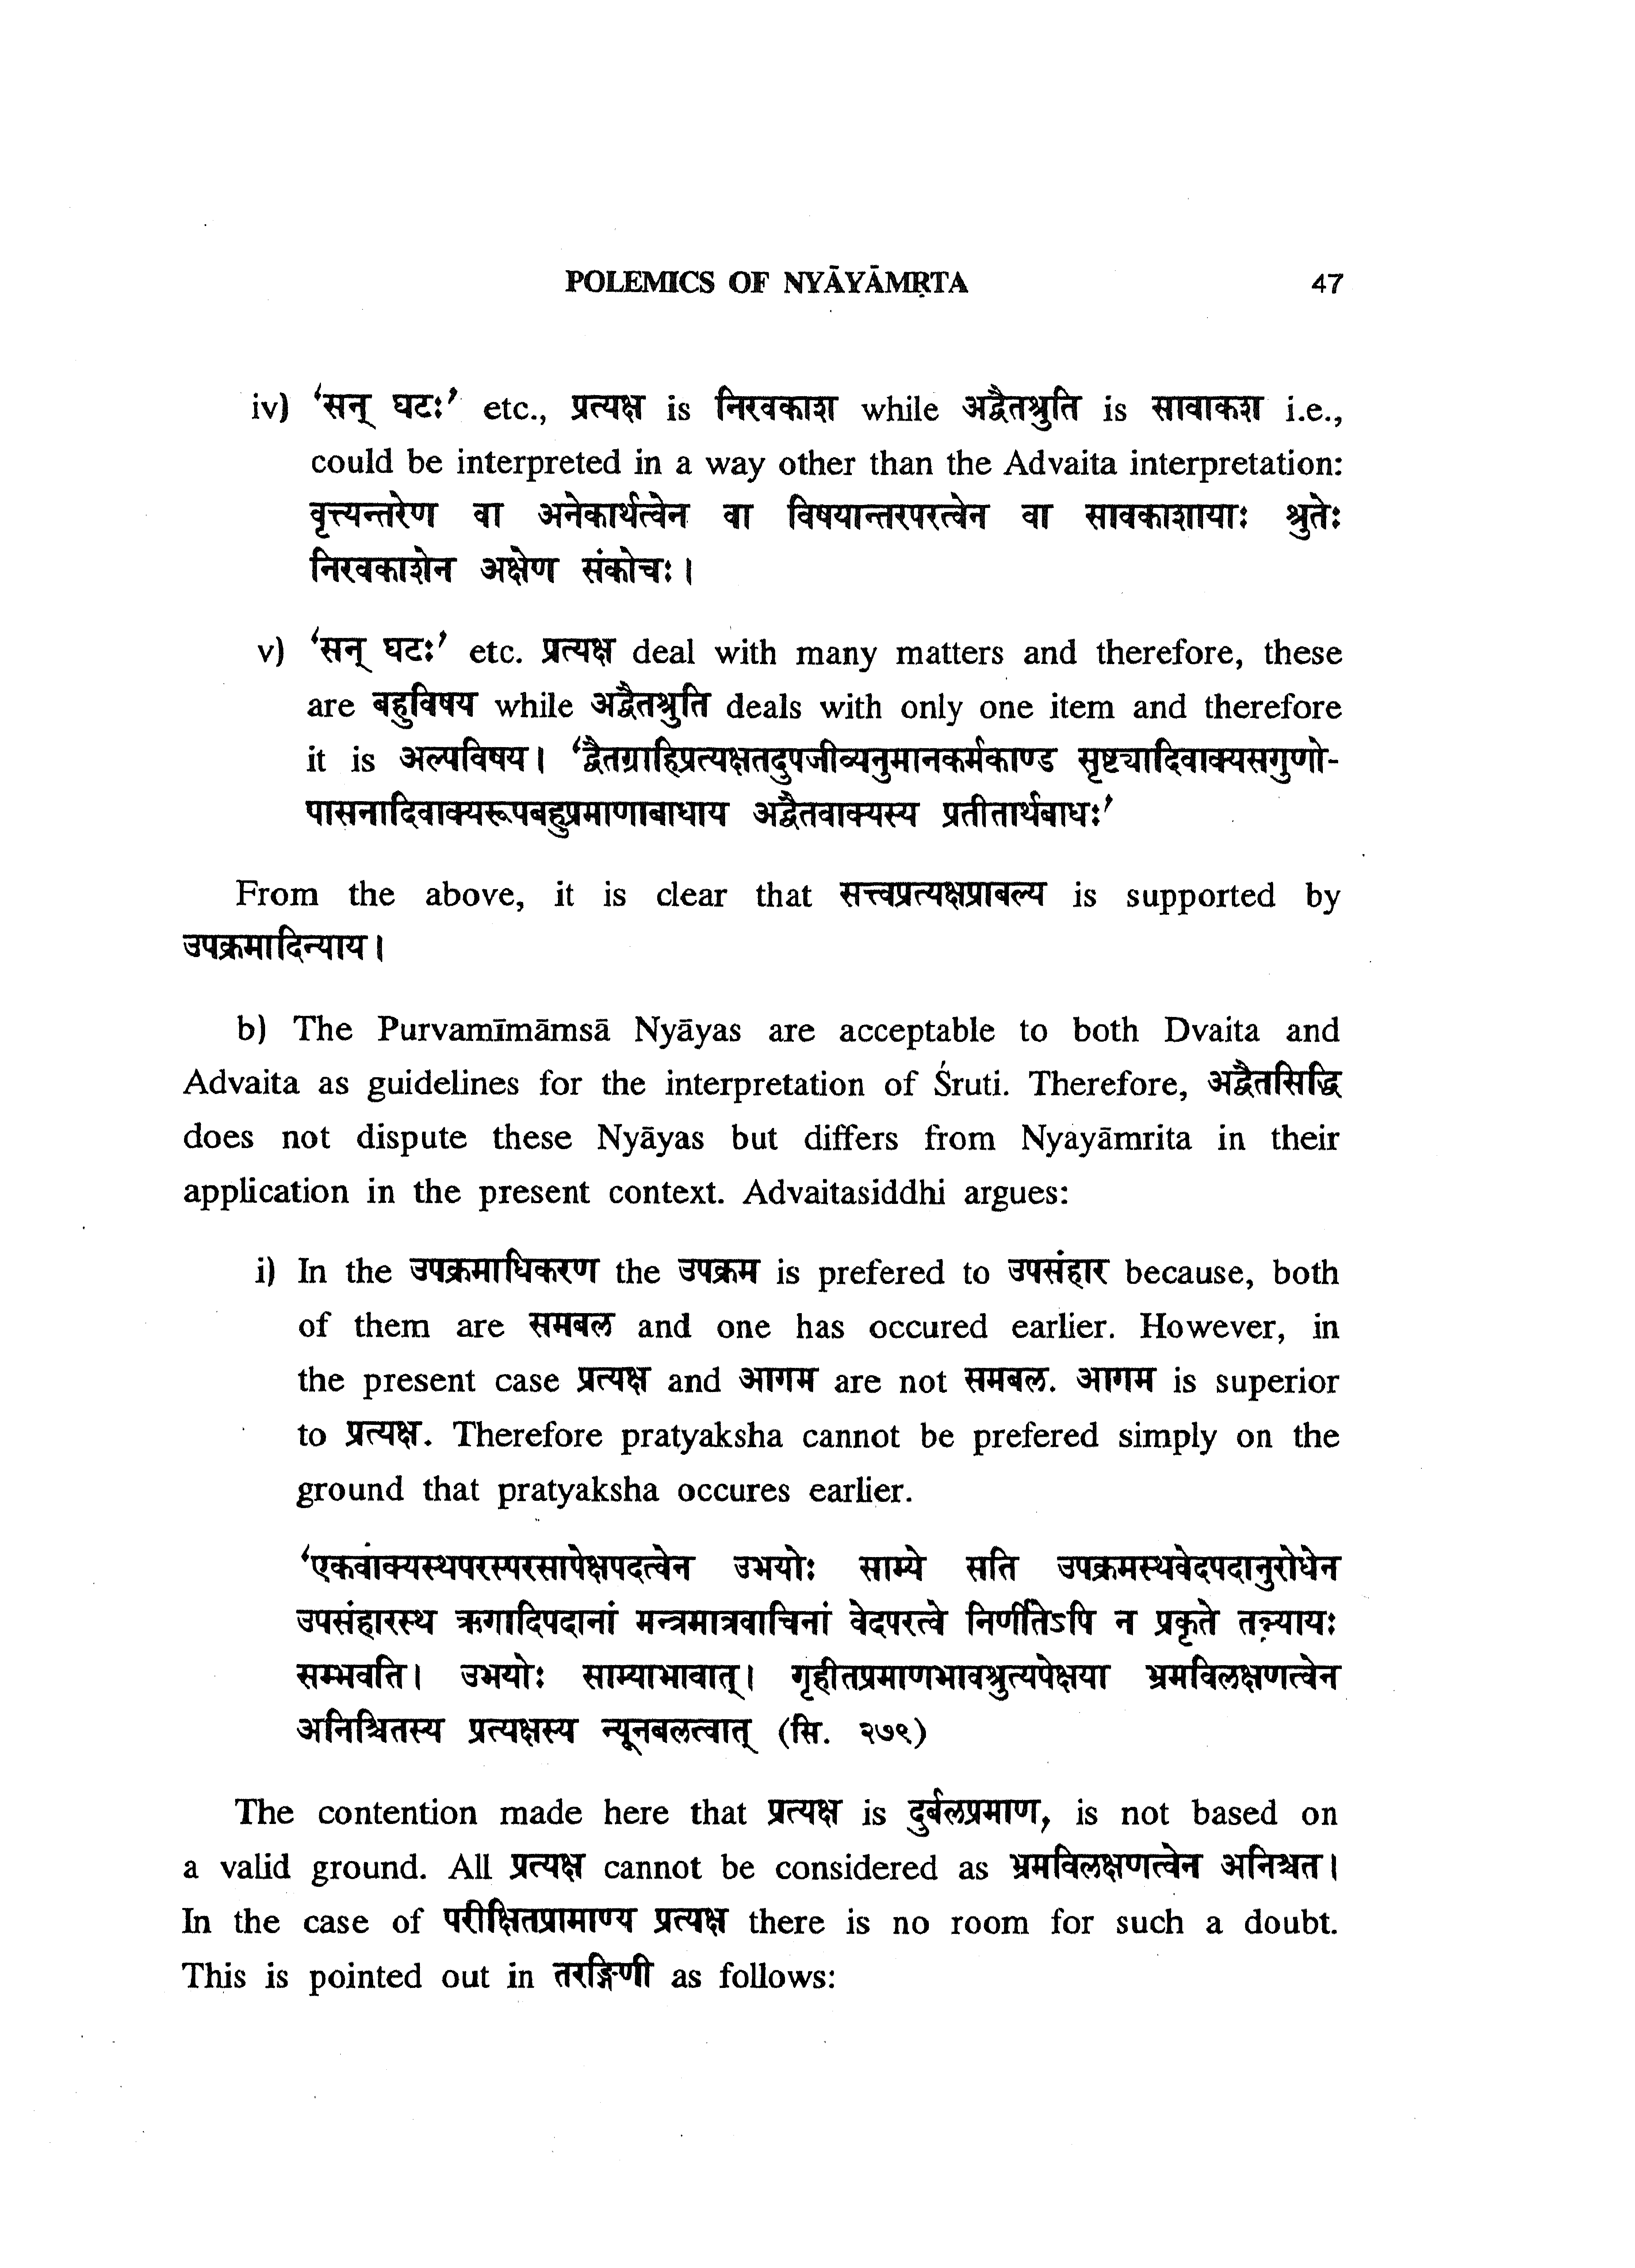 POLEMICS OF NYĀYĀMṚTA 47
iv) ‘सन् घटः’ etc., प्रत्यक्ष is निरवकाश while अद्वैतश्रुति is सावाकश i.e.,
could be interpreted in a way other than the Advaita interpretation:
वृत्त्यन्तरेण वा अनेकार्थत्वेन वा विषयान्तरपरत्वेन वा सावकाशायाः श्रुतेः
निरवकाशेन अक्षेण संकोचः।
v) ‘सन् घटः’ etc. प्रत्यक्ष deal with many matters and therefore, these
are बहुविषय while अद्वैतश्रुति deals with only one item and therefore
it is अल्पविषय। ‘द्वैतग्राहिप्रत्यक्षतदुपजीव्यनुमानकर्मकाण्ड सृष्ट्यादिवाक्यसगुणो-
पासनादिवाक्यरूपबहुप्रमाणाबाधाय अद्वैतवाक्यस्य प्रतीतार्थबाधः’
From the above, it is clear that सत्त्वप्रत्यक्षप्राबल्य is supported by
उपक्रमादिन्याय।
b) The Purvamīmāmsā Nyāyas are acceptable to both Dvaita and
Advaita as guidelines for the interpretation of Śruti. Therefore, अद्वैतसिद्धि
does not dispute these Nyāyas but differs from Nyayāmrita in their
application in the present context. Advaitasiddhi argues:
i) In the उपक्रमाधिकरण the उपक्रम is prefered to उपसंहार because, both
of them are समबल and one has occured earlier. However, in
the present case प्रत्यक्ष and आगम are not समबल. आगम is superior
to प्रत्यक्ष. Therefore pratyaksha cannot be prefered simply on the
ground that pratyaksha occures earlier.
‘एकवाक्यस्थपरस्परसापेक्षपदत्वेन उभयोः साम्ये सति उपक्रमस्थवेदपदानुरोधेन
उपसंहारस्थ ऋगादिपदानां मन्त्रमात्रवाचिनां वेदपरत्वे निर्णीतेऽपि न प्रकृते तन्न्यायः
सम्भवति। उभयोः साम्याभावात्। गृहीतप्रमाणभावश्रुत्यपेक्षया भ्रमविलक्षणत्वेन
अनिश्चितस्य प्रत्यक्षस्य न्यूनबलत्वात् (सि. २७९)
The contention made here that प्रत्यक्ष is दुर्बलप्रमाण, is not based on
a valid ground. All प्रत्यक्ष cannot be considered as भ्रमविलक्षणत्वेन अनिश्चत।
In the case of परीक्षितप्रामाण्य प्रत्यक्ष there is no room for such a doubt.
This is pointed out in तरङ्गिणी as follows: